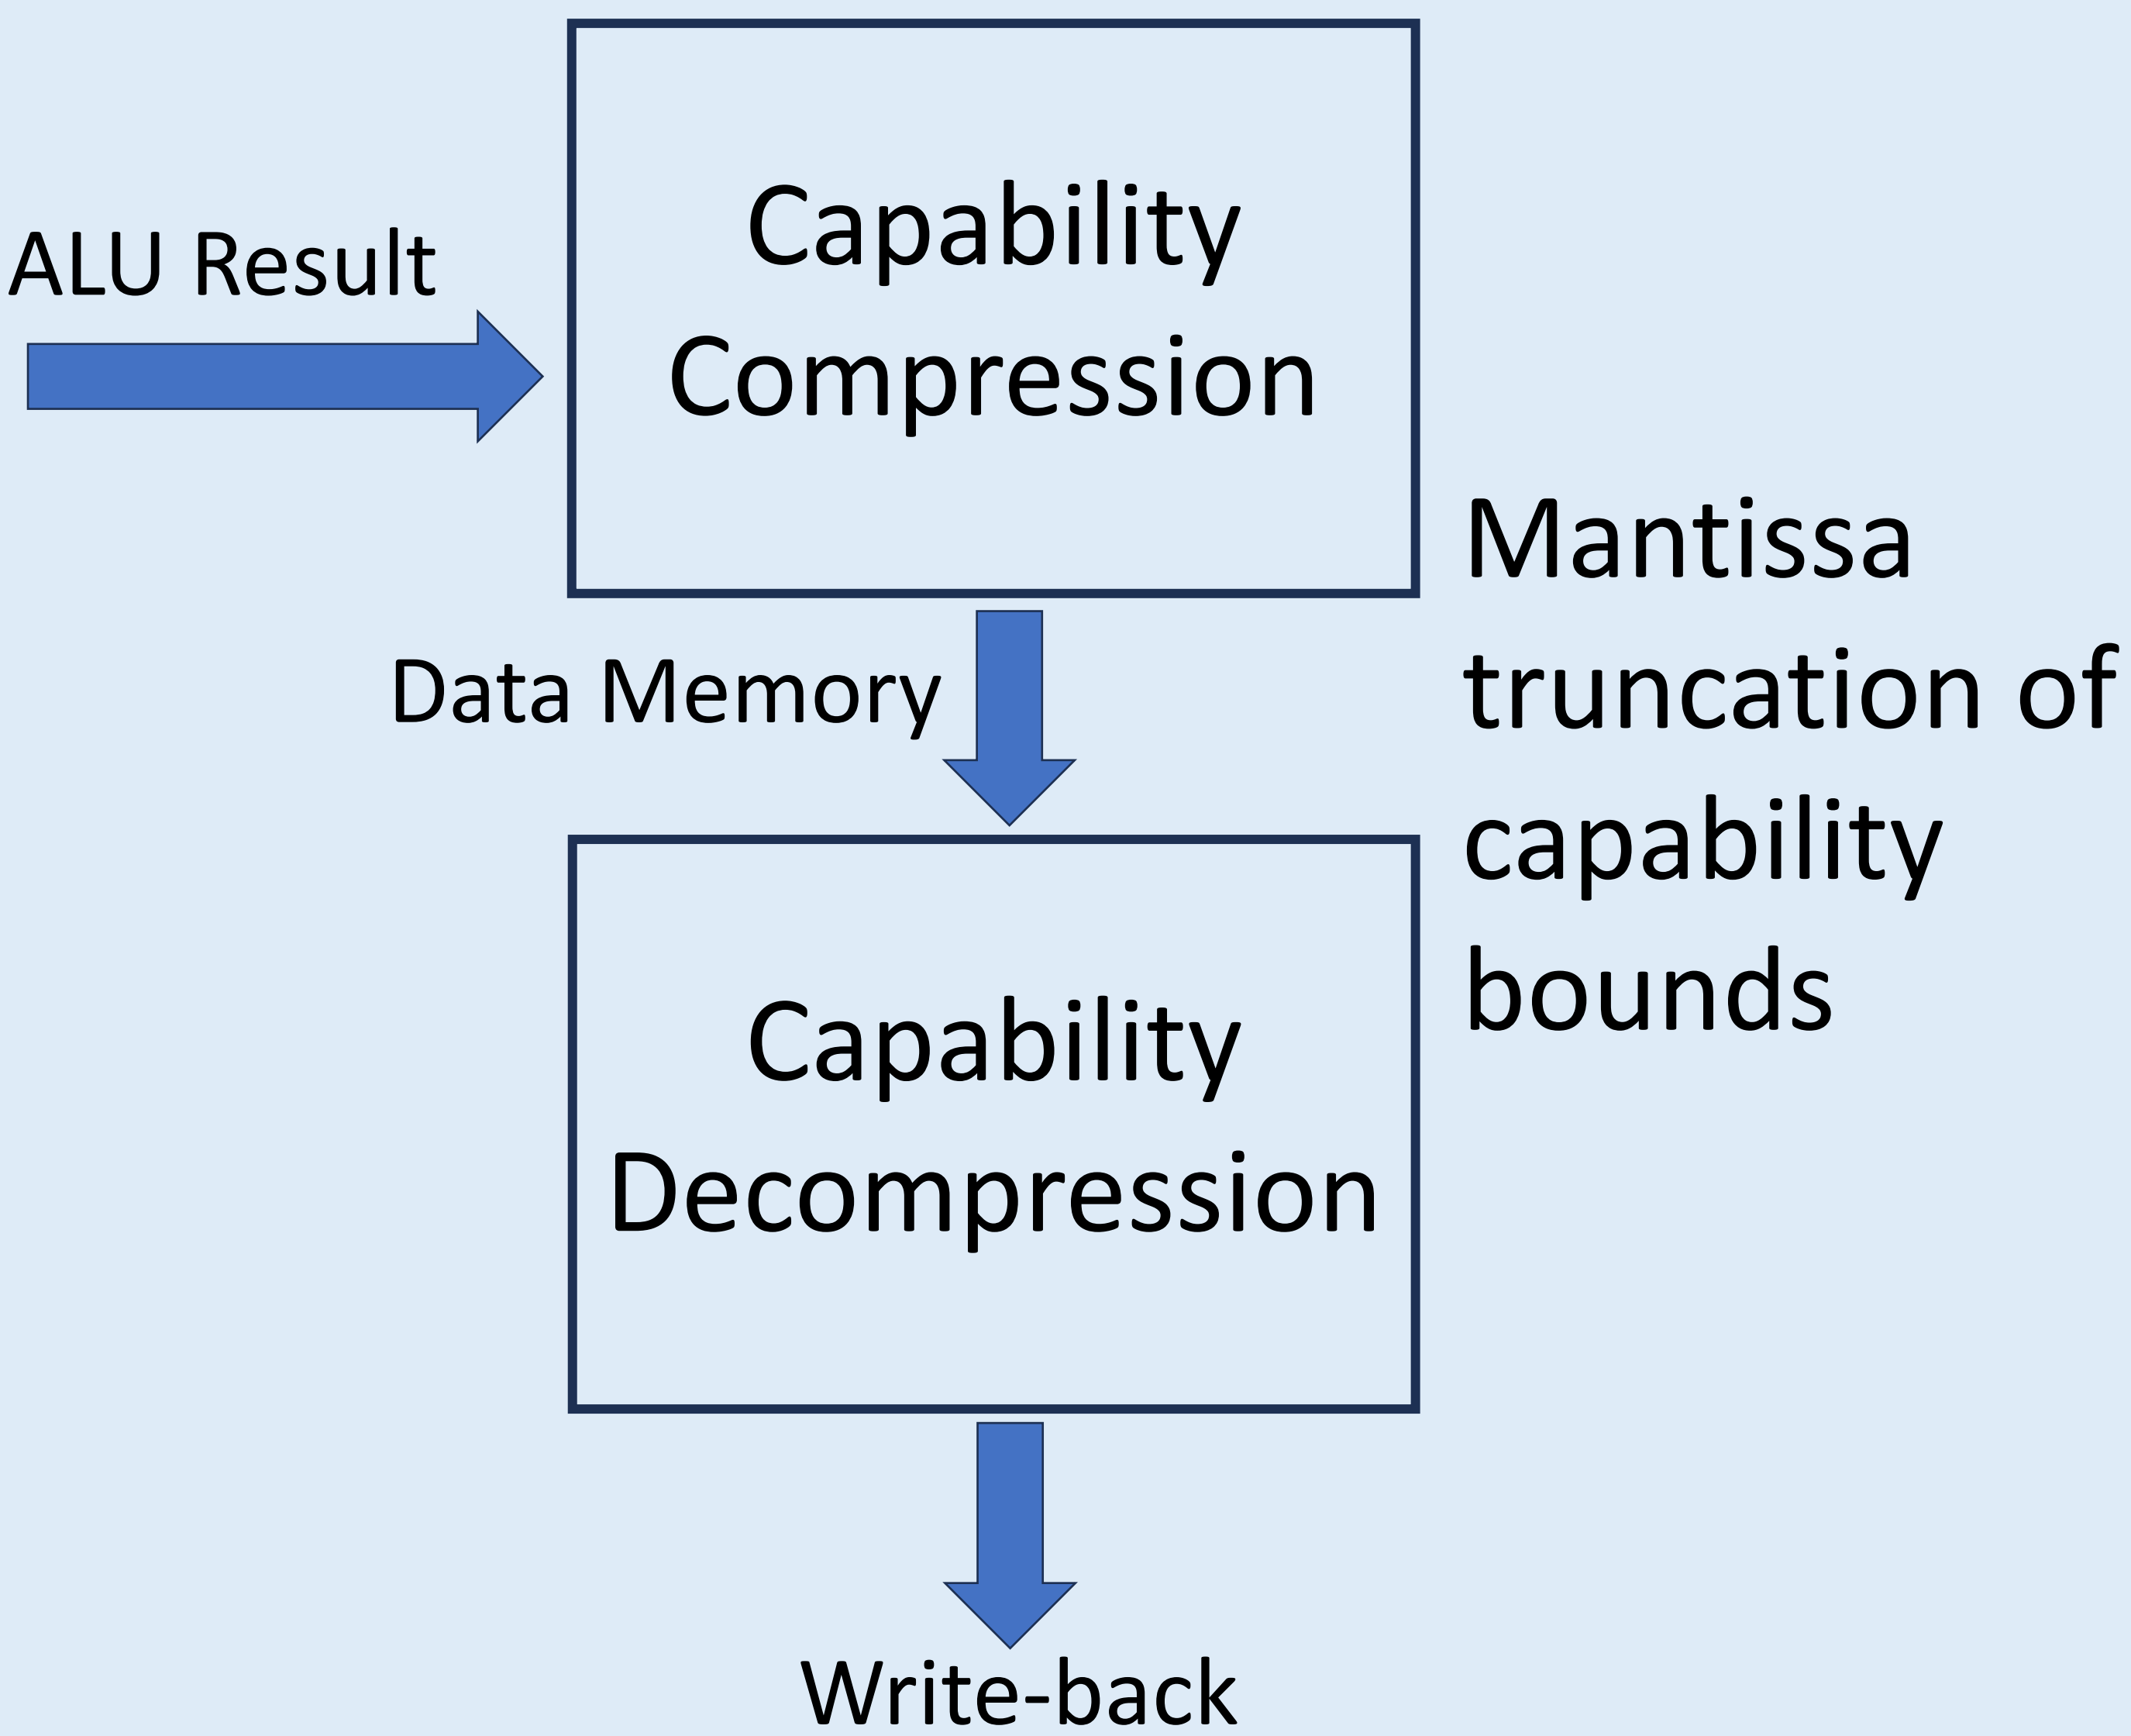 ALU Result
Capability
Compression
Data Memory
Mantissa
truncation of
capability
bounds
Capability
Decompression
Write-back